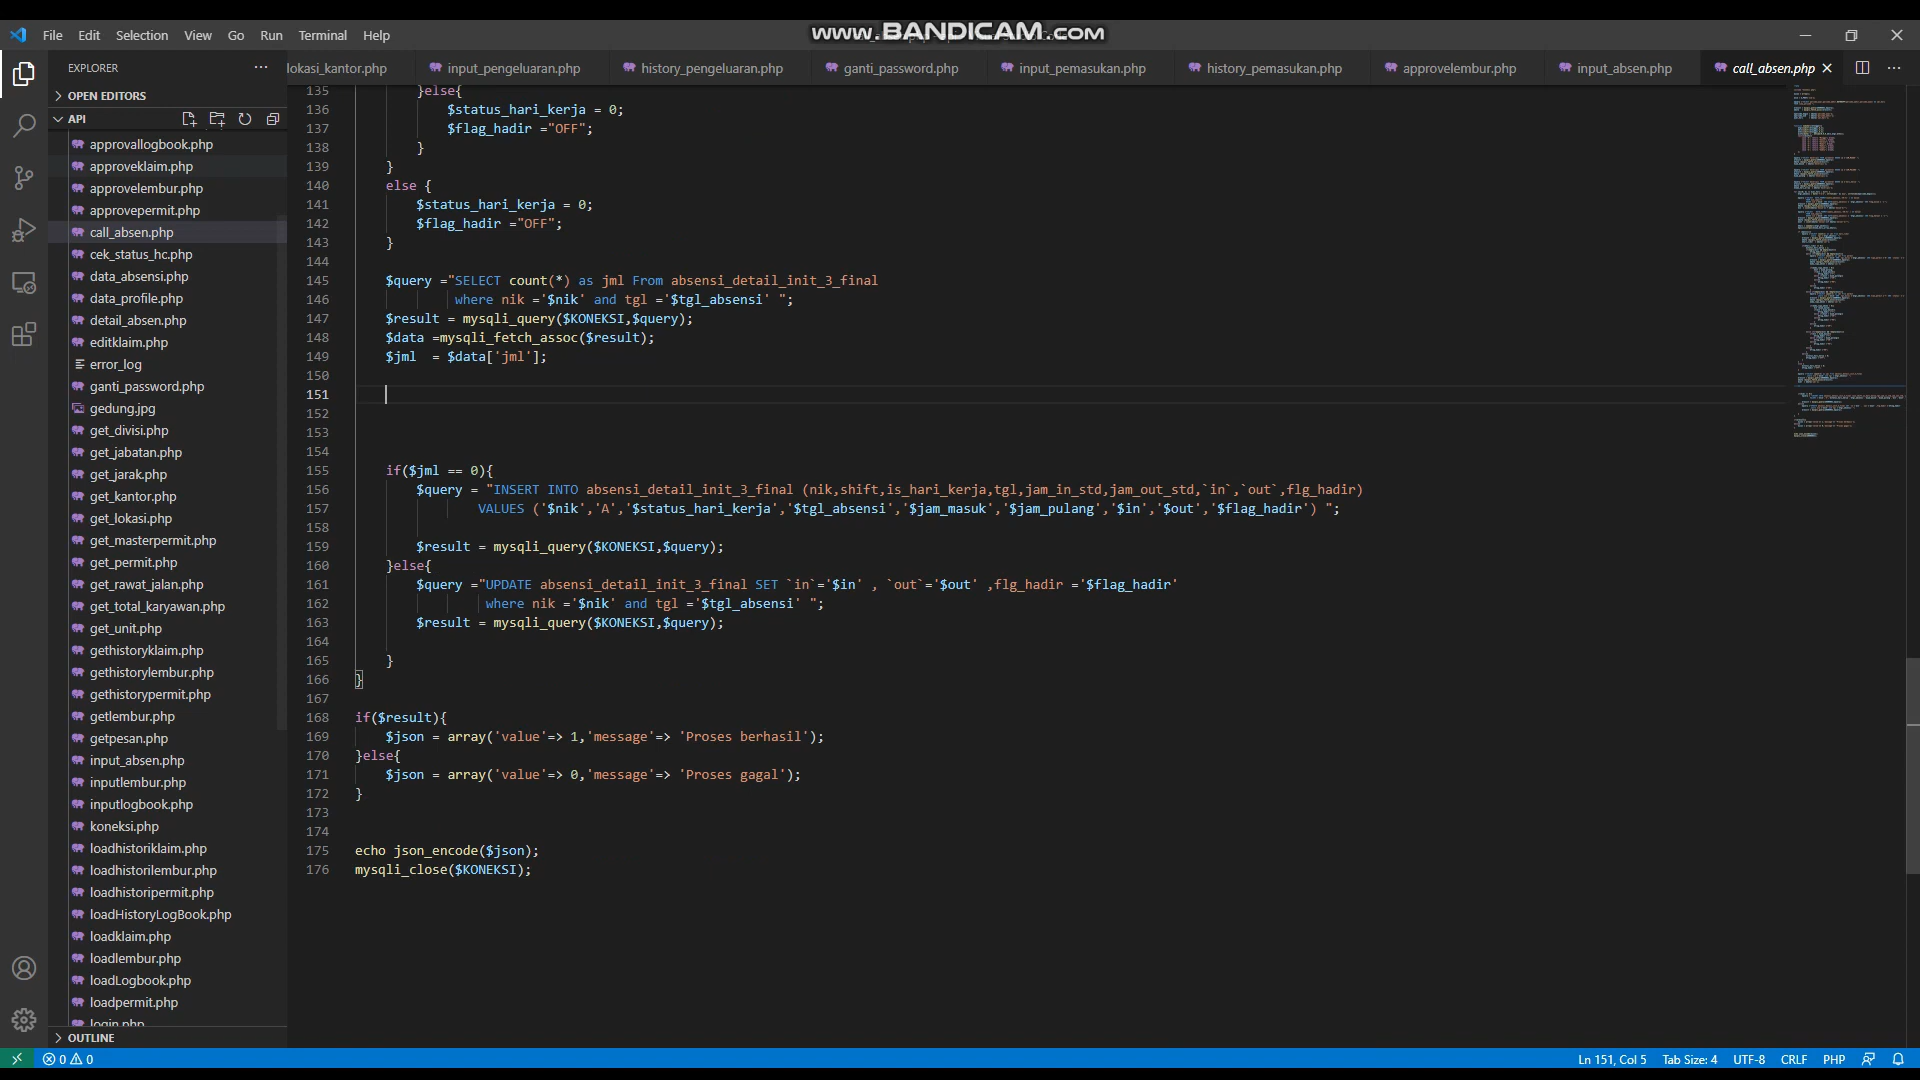 www.BANDICAM.com
File Edit Selection View Go Run Terminal Help
EXPLORER
lokasi_kantor.php input_pengeluaran.php history_pengeluaran.php ganti_password.php input_pemasukan.php history_pemasukan.php approvelembur.php input_absen.php call_absen.php
OPEN EDITORS
API
approvallogbook.php
approveklaim.php
approvelembur.php
approvepermit.php
call_absen.php
cek_status_hc.php
data_absensi.php
data_profile.php
detail_absen.php
editklaim.php
error_log
ganti_password.php
gedung.jpg
get_divisi.php
get_jabatan.php
get_jarak.php
get_kantor.php
get_lokasi.php
get_masterpermit.php
get_permit.php
get_rawat_jalan.php
get_total_karyawan.php
get_unit.php
gethistoryklaim.php
gethistorylembur.php
gethistorypermit.php
getlembur.php
getpesan.php
input_absen.php
inputlembur.php
inputlogbook.php
koneksi.php
loadhistoriklaim.php
loadhistorilembur.php
loadhistoripermit.php
loadHistoryLogBook.php
loadklaim.php
loadlembur.php
loadLogbook.php
loadpermit.php
login.php
OUTLINE
135 }else{
136 $status_hari_kerja = 0;
137 $flag_hadir ="OFF";
138 }
139 }
140 else {
141 $status_hari_kerja = 0;
142 $flag_hadir ="OFF";
143 }
144
145 $query ="SELECT count(*) as jml From absensi_detail_init_3_final
146 where nik ='$nik' and tgl ='$tgl_absensi' ";
147 $result = mysqli_query($KONEKSI,$query);
148 $data =mysqli_fetch_assoc($result);
149 $jml  = $data['jml'];
150
151
152
153
154
155 if($jml == 0){
156 $query = "INSERT INTO absensi_detail_init_3_final (nik,shift,is_hari_kerja,tgl,jam_in_std,jam_out_std,`in`,`out`,flg_hadir)
157 VALUES ('$nik','A','$status_hari_kerja','$tgl_absensi','$jam_masuk','$jam_pulang','$in','$out','$flag_hadir') ";
158
159 $result = mysqli_query($KONEKSI,$query);
160 }else{
161 $query ="UPDATE absensi_detail_init_3_final SET `in`='$in' , `out`='$out' ,flg_hadir ='$flag_hadir'
162 where nik ='$nik' and tgl ='$tgl_absensi' ";
163 $result = mysqli_query($KONEKSI,$query);
164
165 }
166 }
167
168 if($result){
169 $json = array('value'=> 1,'message'=> 'Proses berhasil');
170 }else{
171 $json = array('value'=> 0,'message'=> 'Proses gagal');
172 }
173
174
175 echo json_encode($json);
176 mysqli_close($KONEKSI);
0 0
Ln 151, Col 5 Tab Size: 4 UTF-8 CRLF PHP